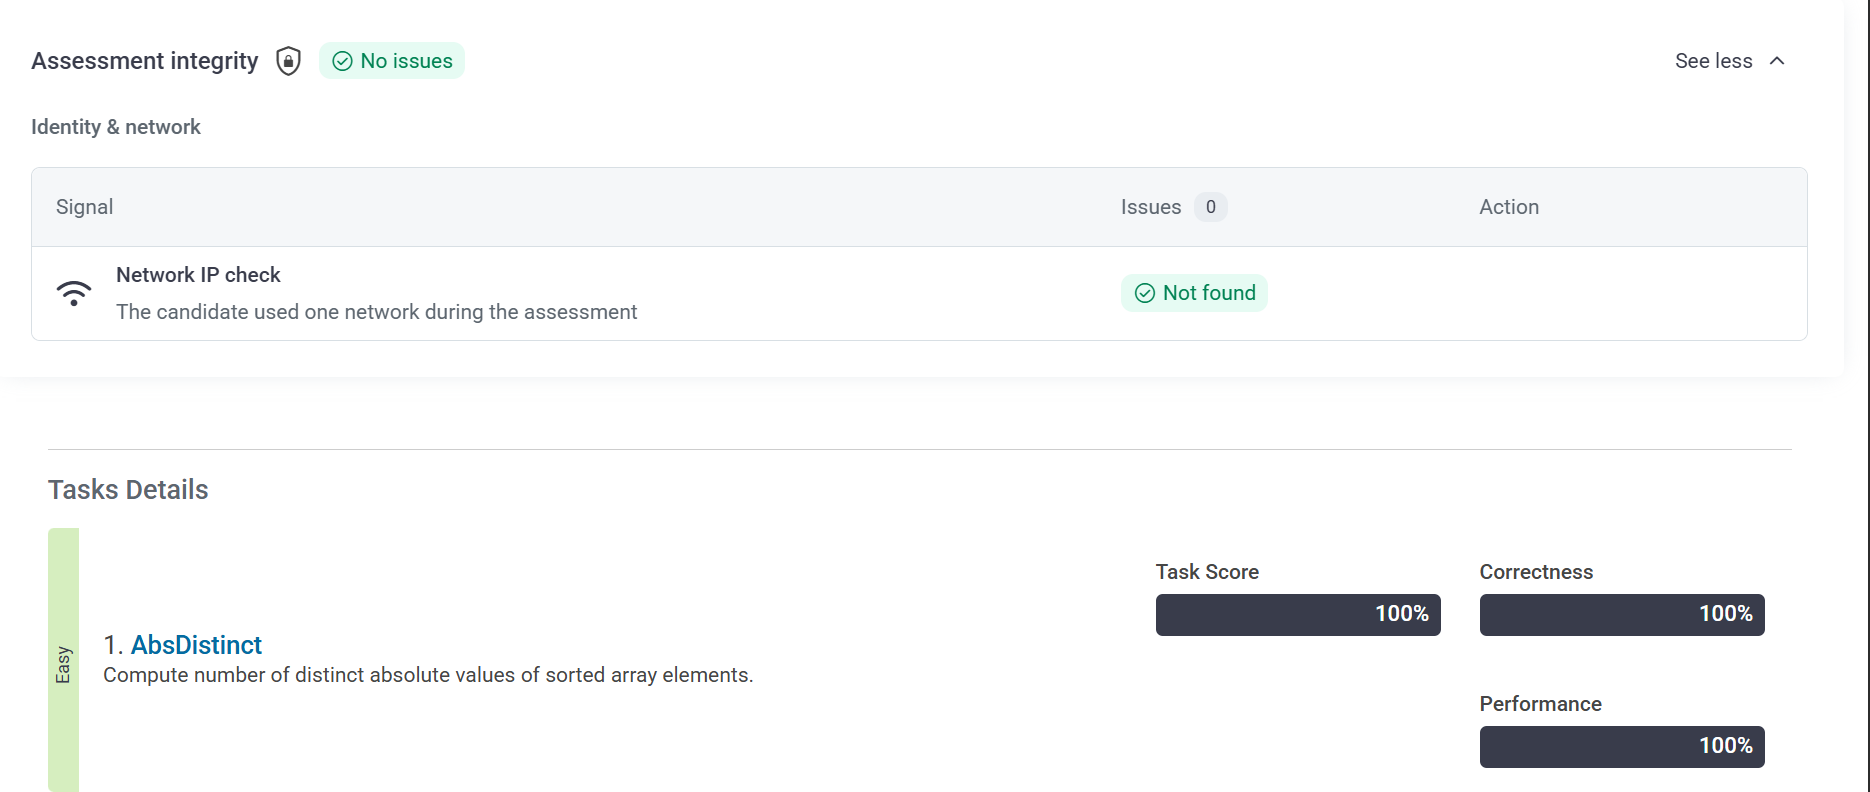 Assessment integrity No issues See less
Identity & network
Signal Issues 0 Action
Network IP check
The candidate used one network during the assessment
Not found
Tasks Details
Easy
1. AbsDistinct
Compute number of distinct absolute values of sorted array elements.
Task Score
100%
Correctness
100%
Performance
100%